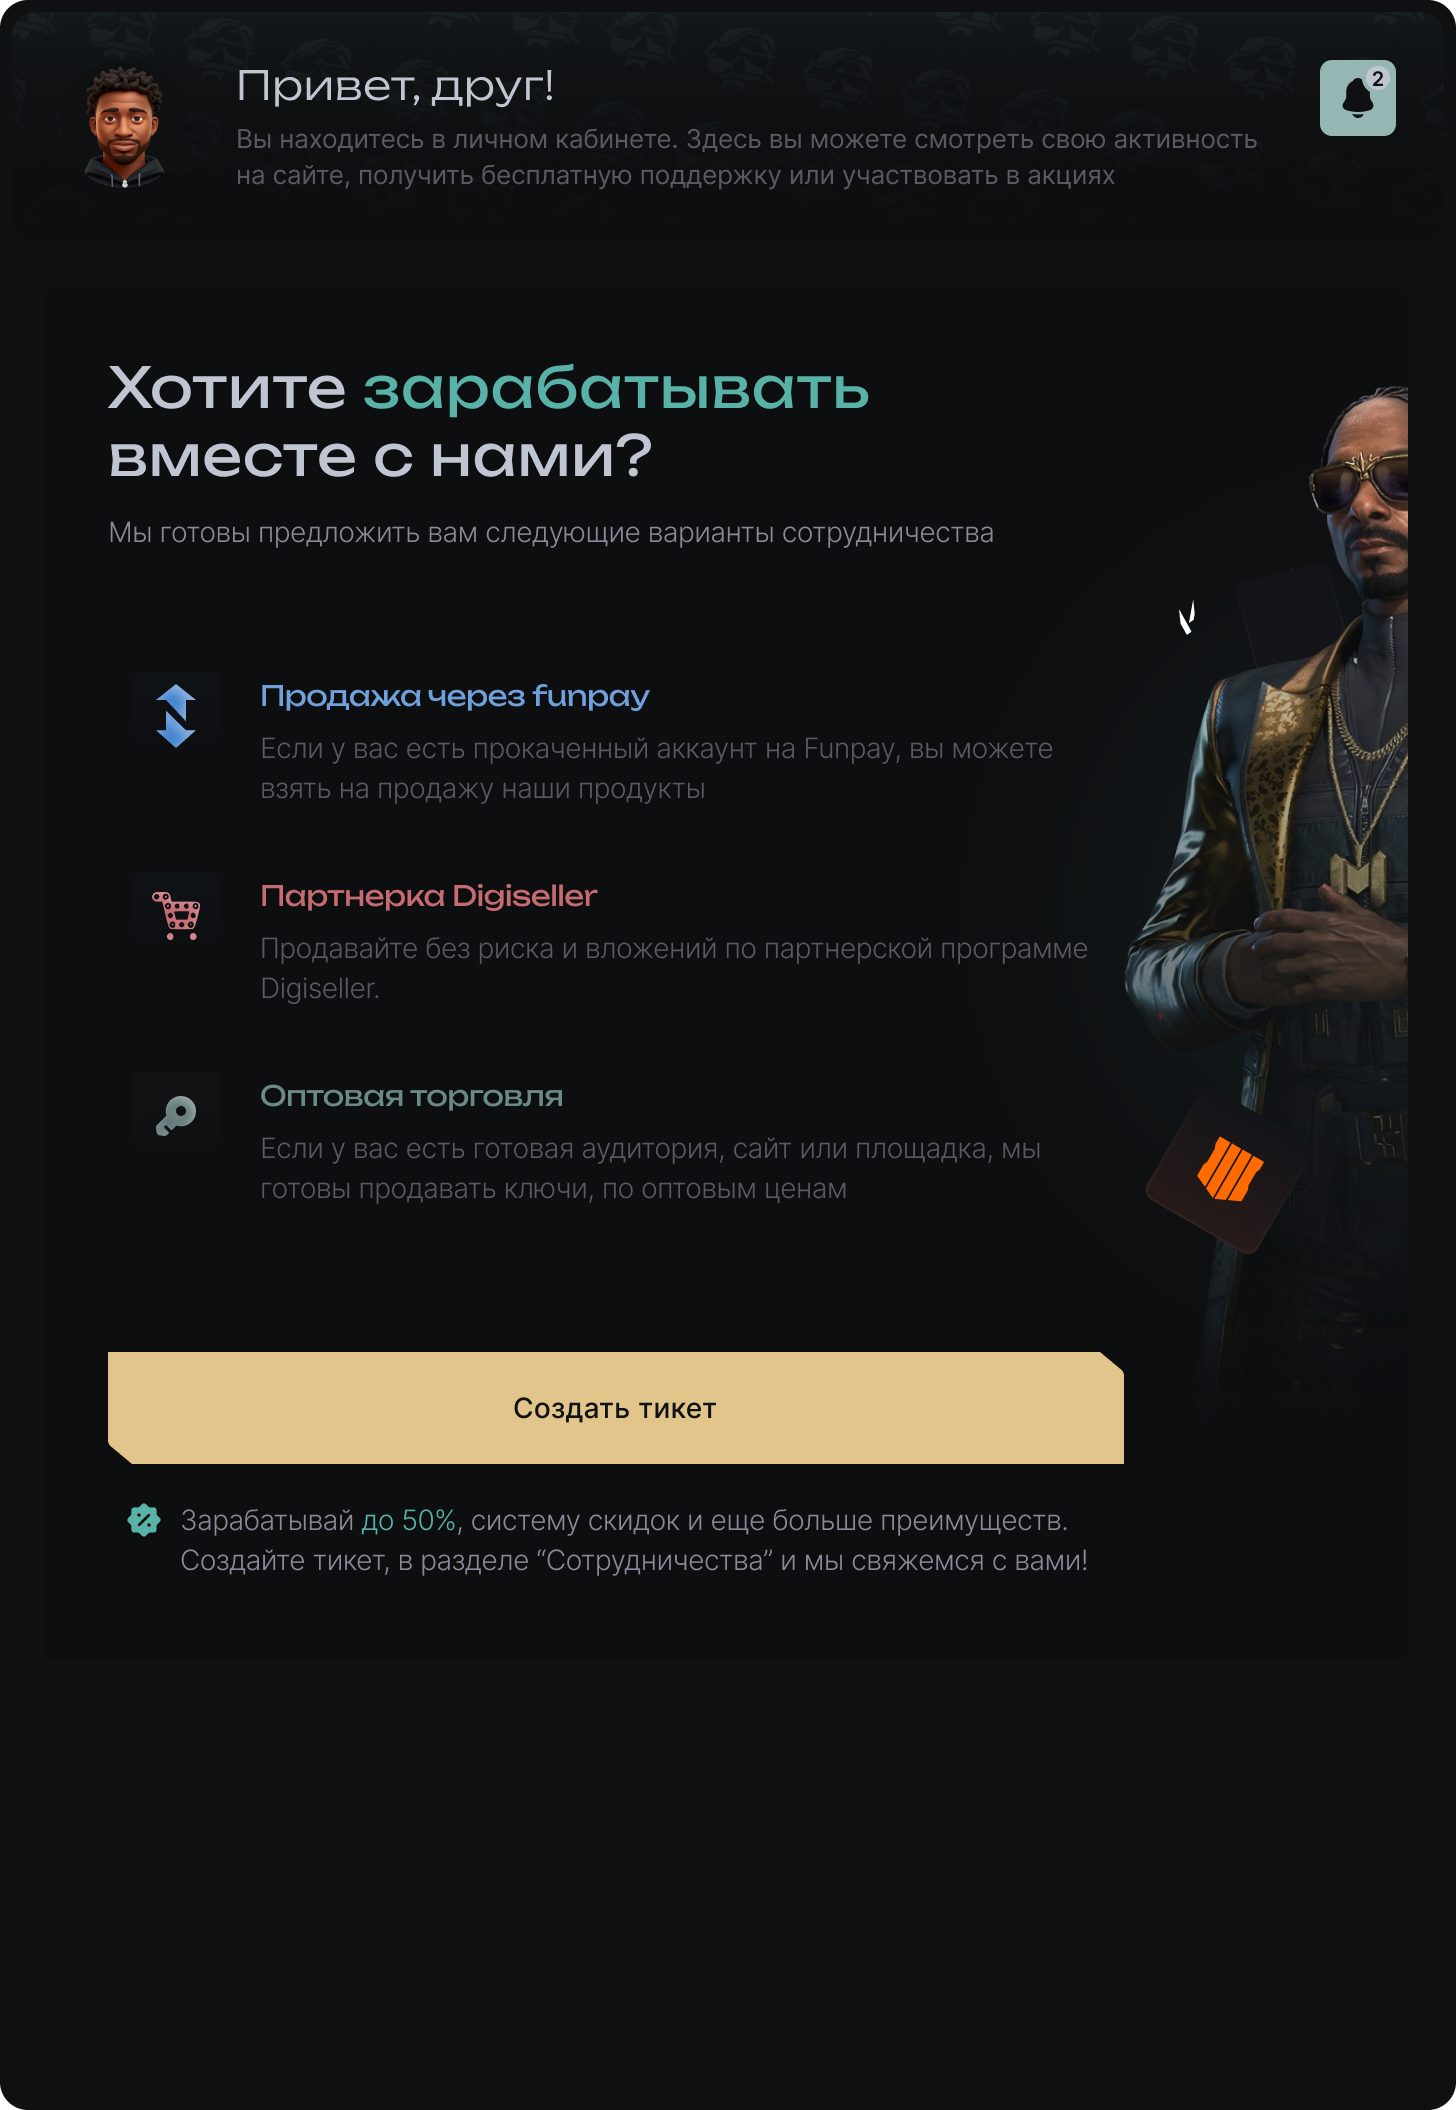 Привет, друг!
2
Вы находитесь в личном кабинете. Здесь вы можете смотреть свою активность
на сайте, получить бесплатную поддержку или участвовать в акциях
Хотите зарабатывать
вместе с нами?
Мы готовы предложить вам следующие варианты сотрудничества
Продажа через funpay
Если у вас есть прокаченный аккаунт на Funpay, вы можете
взять на продажу наши продукты
Партнерка Digiseller
Продавайте без риска и вложений по партнерской программе
Digiseller.
Оптовая торговля
Если у вас есть готовая аудитория, сайт или площадка, мы
готовы продавать ключи, по оптовым ценам
Создать тикет
Зарабатывай до 50%, систему скидок и еще больше преимуществ.
Создайте тикет, в разделе “Сотрудничества” и мы свяжемся с вами!